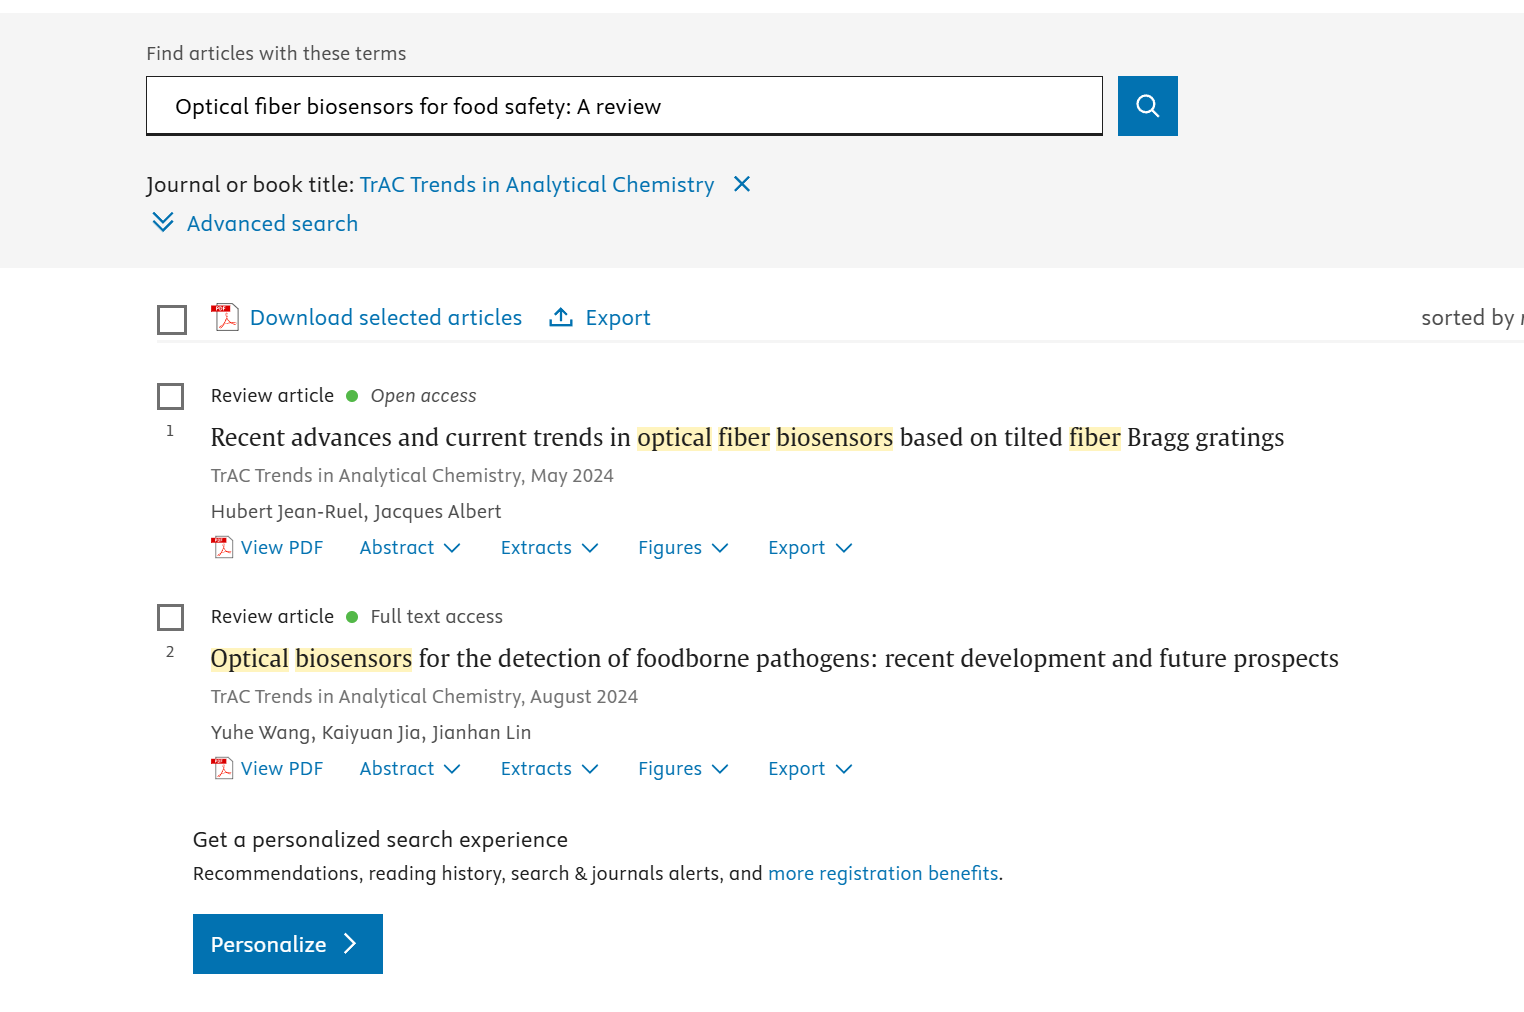 Find articles with these terms
Optical fiber biosensors for food safety: A review
Journal or book title: TrAC Trends in Analytical Chemistry
Advanced search
Download selected articles Export sorted by
Review article Open access
1 Recent advances and current trends in optical fiber biosensors based on tilted fiber Bragg gratings
TrAC Trends in Analytical Chemistry, May 2024
Hubert Jean-Ruel, Jacques Albert
View PDF Abstract Extracts Figures Export
Review article Full text access
2 Optical biosensors for the detection of foodborne pathogens: recent development and future prospects
TrAC Trends in Analytical Chemistry, August 2024
Yuhe Wang, Kaiyuan Jia, Jianhan Lin
View PDF Abstract Extracts Figures Export
Get a personalized search experience
Recommendations, reading history, search & journals alerts, and more registration benefits.
Personalize